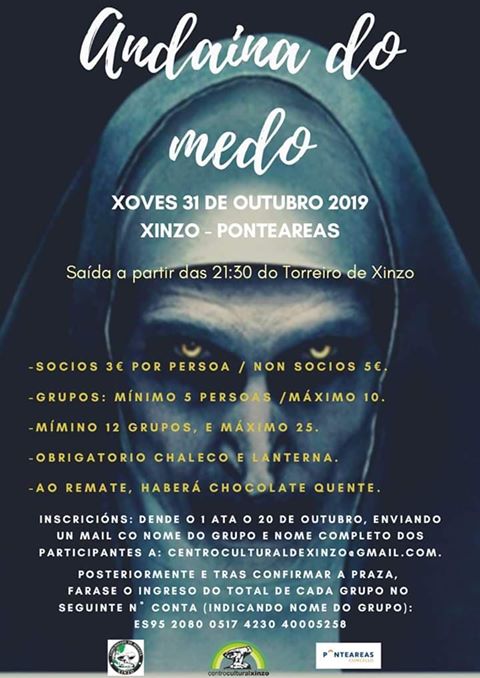 Andaina do
medo
XOVES 31 DE OUTUBRO 2019
XINZO - PONTEAREAS
Saída a partir das 21:30 do Torreiro de Xinzo
-SOCIOS 3€ POR PERSOA / NON SOCIOS 5€.
-GRUPOS: MÍNIMO 5 PERSOAS /MÁXIMO 10.
-MÍMINO 12 GRUPOS, E MÁXIMO 25.
-OBRIGATORIO CHALECO E LANTERNA.
-AO REMATE, HABERÁ CHOCOLATE QUENTE.
INSCRICIÓNS: DENDE O 1 ATA O 20 DE OUTUBRO, ENVIANDO
UN MAIL CO NOME DO GRUPO E NOME COMPLETO DOS
PARTICIPANTES A: CENTROCULTURALDEXINZO@GMAIL.COM.
POSTERIORMENTE E TRAS CONFIRMAR A PRAZA,
FARASE O INGRESO DO TOTAL DE CADA GRUPO NO
SEGUINTE N° CONTA (INDICANDO NOME DO GRUPO):
ES95 2080 0517 4230 40005258
centroculturalxinzo
PONTEAREAS
CONCELLO